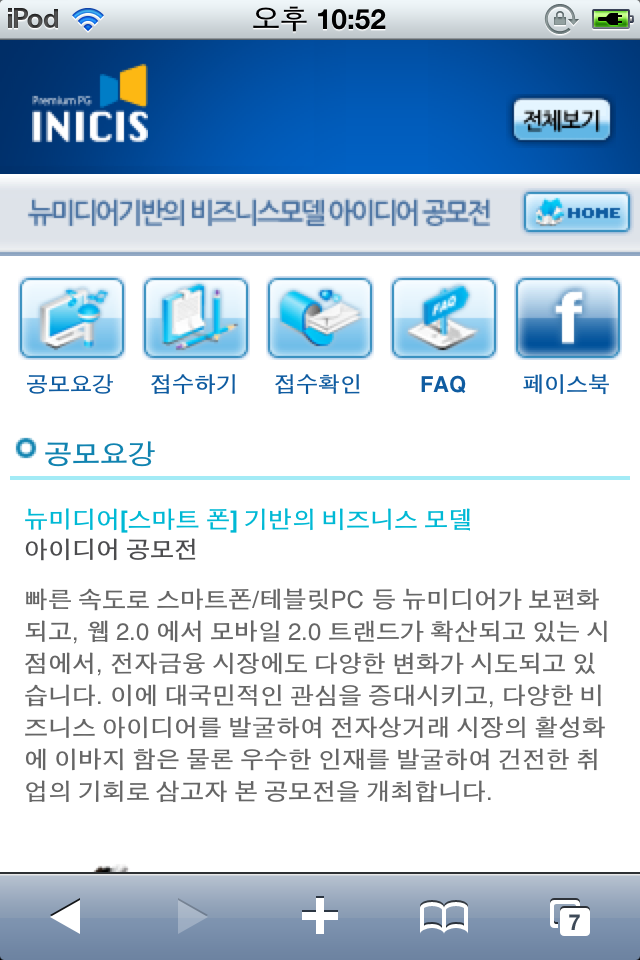 iPod 오후 10:52
Premium PG
INICIS
전체보기
뉴미디어기반의 비즈니스모델 아이디어 공모전
HOME
FAQ
f
공모요강 접수하기 접수확인 FAQ 페이스북
공모요강
뉴미디어[스마트 폰] 기반의 비즈니스 모델
아이디어 공모전
빠른 속도로 스마트폰/테블릿PC 등 뉴미디어가 보편화
되고, 웹 2.0 에서 모바일 2.0 트랜드가 확산되고 있는 시
점에서, 전자금융 시장에도 다양한 변화가 시도되고 있
습니다. 이에 대국민적인 관심을 증대시키고, 다양한 비
즈니스 아이디어를 발굴하여 전자상거래 시장의 활성화
에 이바지 함은 물론 우수한 인재를 발굴하여 건전한 취
업의 기회로 삼고자 본 공모전을 개최합니다.
7